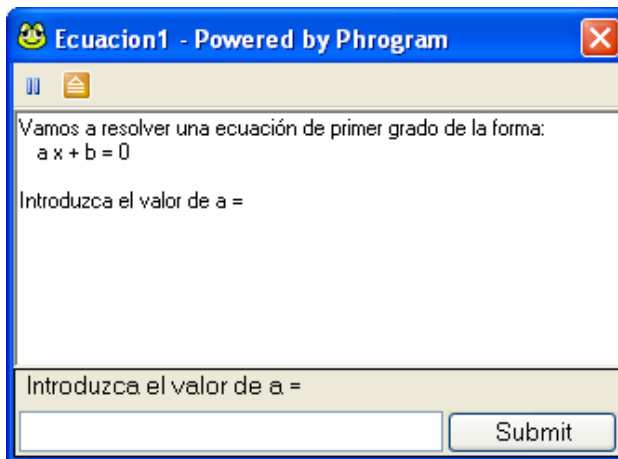 Ecuacion1 - Powered by Phrogram
Vamos a resolver una ecuación de primer grado de la forma:
a x + b = 0
Introduzca el valor de a =
Introduzca el valor de a =
Submit